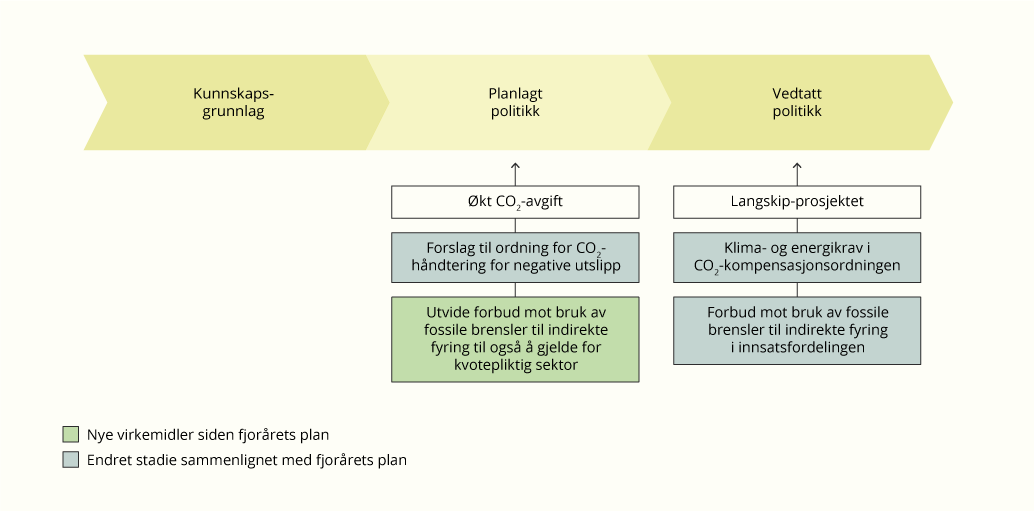 Kunnskaps-
grunnlag
Planlagt
politikk
Vedtatt
politikk
Økt CO₂-avgift
Forslag til ordning for CO₂-
håndtering for negative utslipp
Utvide forbud mot bruk av
fossile brensler til indirekte
fyring til også å gjelde for
kvotepliktig sektor
Langskip-prosjektet
Klima- og energikrav i
CO₂-kompensasjonsordningen
Forbud mot bruk av fossile
brensler til indirekte fyring
i innsatsfordelingen
Nye virkemidler siden fjorårets plan
Endret stadie sammenlignet med fjorårets plan